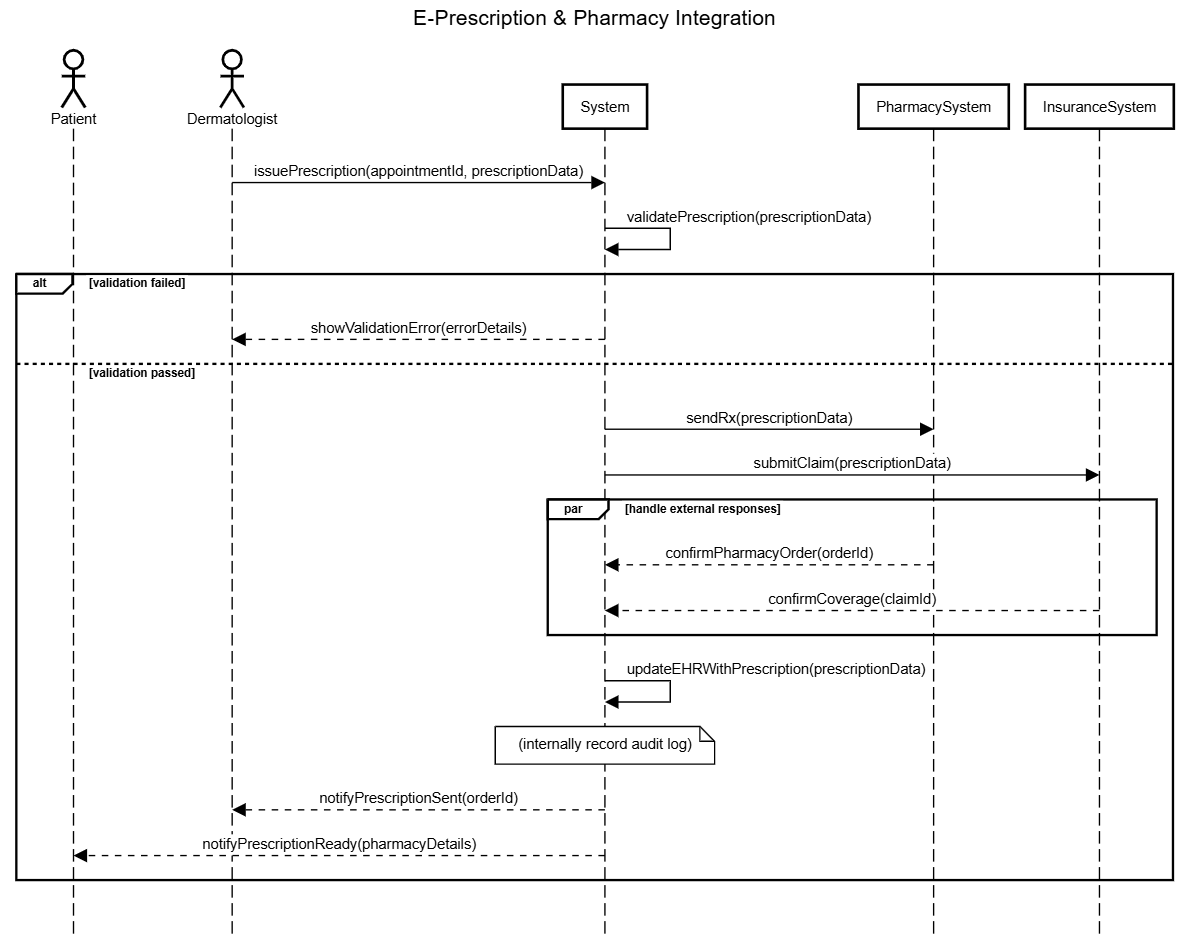 E-Prescription & Pharmacy Integration
Patient
Dermatologist
System
PharmacySystem
InsuranceSystem
issuePrescription(appointmentId, prescriptionData)
validatePrescription(prescriptionData)
alt
[validation failed]
showValidationError(errorDetails)
[validation passed]
sendRx(prescriptionData)
submitClaim(prescriptionData)
par
[handle external responses]
confirmPharmacyOrder(orderId)
confirmCoverage(claimId)
updateEHRWithPrescription(prescriptionData)
(internally record audit log)
notifyPrescriptionSent(orderId)
notifyPrescriptionReady(pharmacyDetails)